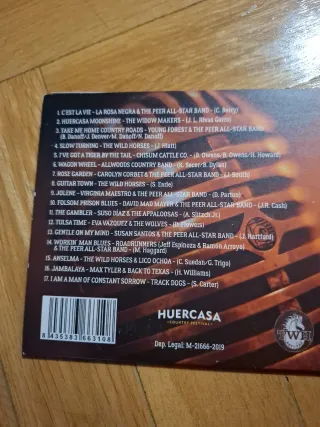 1. C'EST LA VIE - LA ROSA NEGRA & THE PEER ALL-STAR BAND - (C. Berry)
2. HUERCASA MOONSHINE - THE WIDOW MAKERS - (J. L. Rivas Garro)
3. TAKE ME HOME COUNTRY ROADS - YOUNG FOREST & THE PEER ALL-STAR BAND -
(B. Danoff/J. Denver/M. Danoff/N. Danoff)
4. SLOW TURNING - THE WILD HORSES - (J. Hiatt)
5. I'VE GOT A TIGER BY THE TAIL - CHISUM CATTLE CO. - (B. Owens/B. Owens/H. Howard)
6. WAGON WHEEL - ALLWOODS COUNTRY BAND - (K. Secor/B. Dylan)
7. ROSE GARDEN - CAROLYN CORBET & THE PEER ALL-STAR BAND - (J. South)
8. GUITAR TOWN - THE WILD HORSES - (S. Earle)
9. JOLENE - VIRGINIA MAESTRO & THE PEER ALL-STAR BAND - (D. Parton)
10. FOLSOM PRISON BLUES - DAVID MAD MAVER & THE PEER ALL-STAR BAND - (J.R. Cash)
11. THE GAMBLER - SUSO DÍAZ & THE APPALOOSAS - (A. Slitzch Jr.)
12. TULSA TIME - EVA VAZQUEZ & THE WOLVES - (D. Flowers)
13. GENTLE ON MY MIND - SUSAN SANTOS & THE PEER ALL-STAR BAND - (J. Hartford)
14. WORKIN' MAN BLUES - ROADRUNNERS (Jeff Espinoza & Ramón Arroyo)
& THE PEER ALL-STAR BAND - (M. Haggard)
15. ANSELMA - THE WILD HORSES & LICO OCHOA - (C. Suedan/G. Trigo)
16. JAMBALAYA - MAX TYLER & BACK TO TEXAS - (H. Williams)
17. I AM A MAN OF CONSTANT SORROW - TRACK DOGS - (S. Carter)
8 435383 663108
HUERCASA
COUNTRY FESTIVAL
Dep. Legal: M-21666-2019